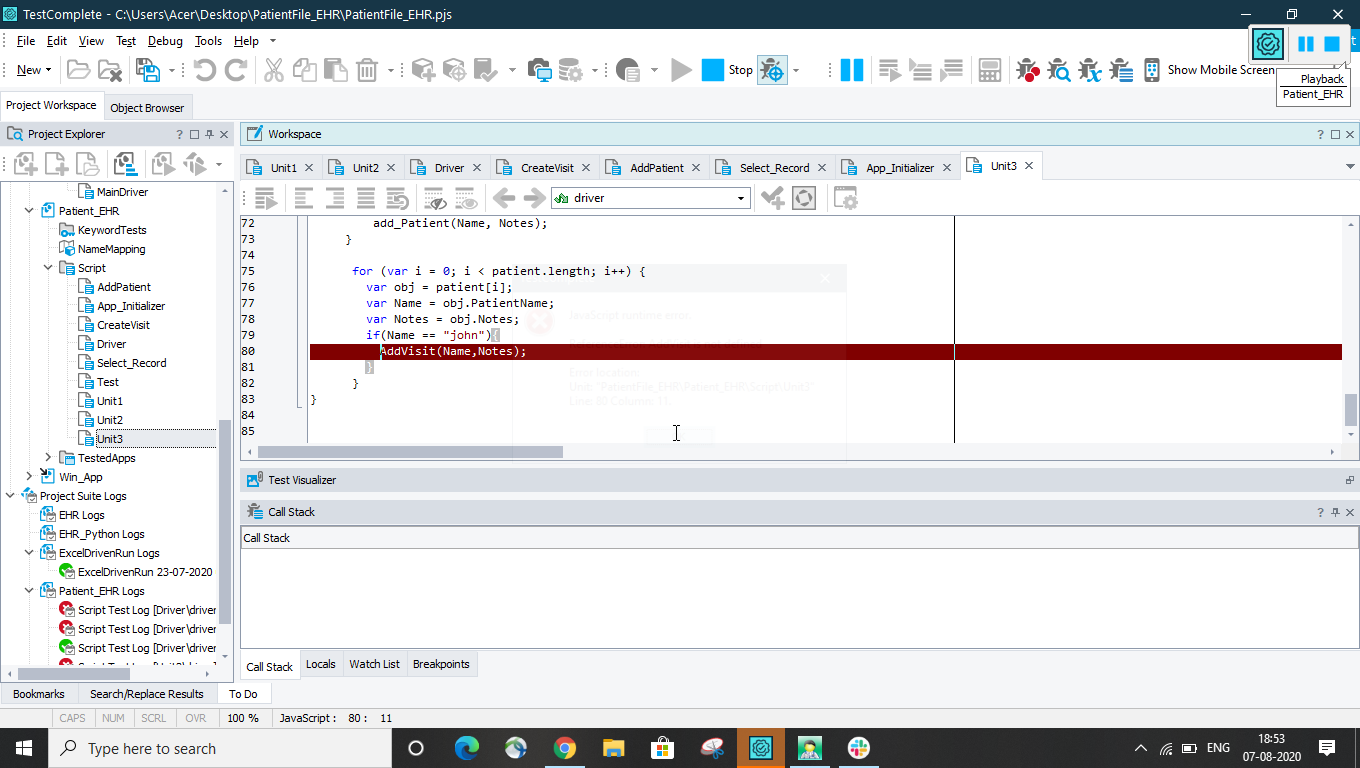 TestComplete - C:\Users\Acer\Desktop\PatientFile_EHR\PatientFile_EHR.pjs
File Edit View Test Debug Tools Help
New Stop Show Mobile Screen
Playback
Patient_EHR
Project Workspace Object Browser
Project Explorer ?
Workspace ?
Unit1 Unit2 Driver CreateVisit AddPatient Select_Record App_Initializer Unit3
driver
MainDriver
Patient_EHR
KeywordTests
NameMapping
Script
AddPatient
App_Initializer
CreateVisit
Driver
Select_Record
Test
Unit1
Unit2
Unit3
TestedApps
Win_App
Project Suite Logs
EHR Logs
EHR_Python Logs
ExcelDrivenRun Logs
ExcelDrivenRun 23-07-2020
Patient_EHR Logs
Script Test Log [Driver\driver
Script Test Log [Driver\driver
Script Test Log [Driver\driver
72 add_Patient(Name, Notes);
73 }
74
75 for (var i = 0; i < patient.length; i++) {
76 var obj = patient[i];
77 var Name = obj.PatientName;
78 var Notes = obj.Notes;
79 if(Name == "john"){
80 AddVisit(Name,Notes);
81 }
82 }
83 }
84
85
JavaScript runtime error.
Error location:
Unit: "PatientFile_EHR\Patient_EHR\Script\Unit3"
Line: 80 Column: 11.
Test Visualizer
Call Stack ?
Call Stack
Call Stack Locals Watch List Breakpoints
Bookmarks Search/Replace Results To Do
CAPS NUM SCRL OVR 100 % JavaScript : 80 : 11
Type here to search
ENG
18:53
07-08-2020